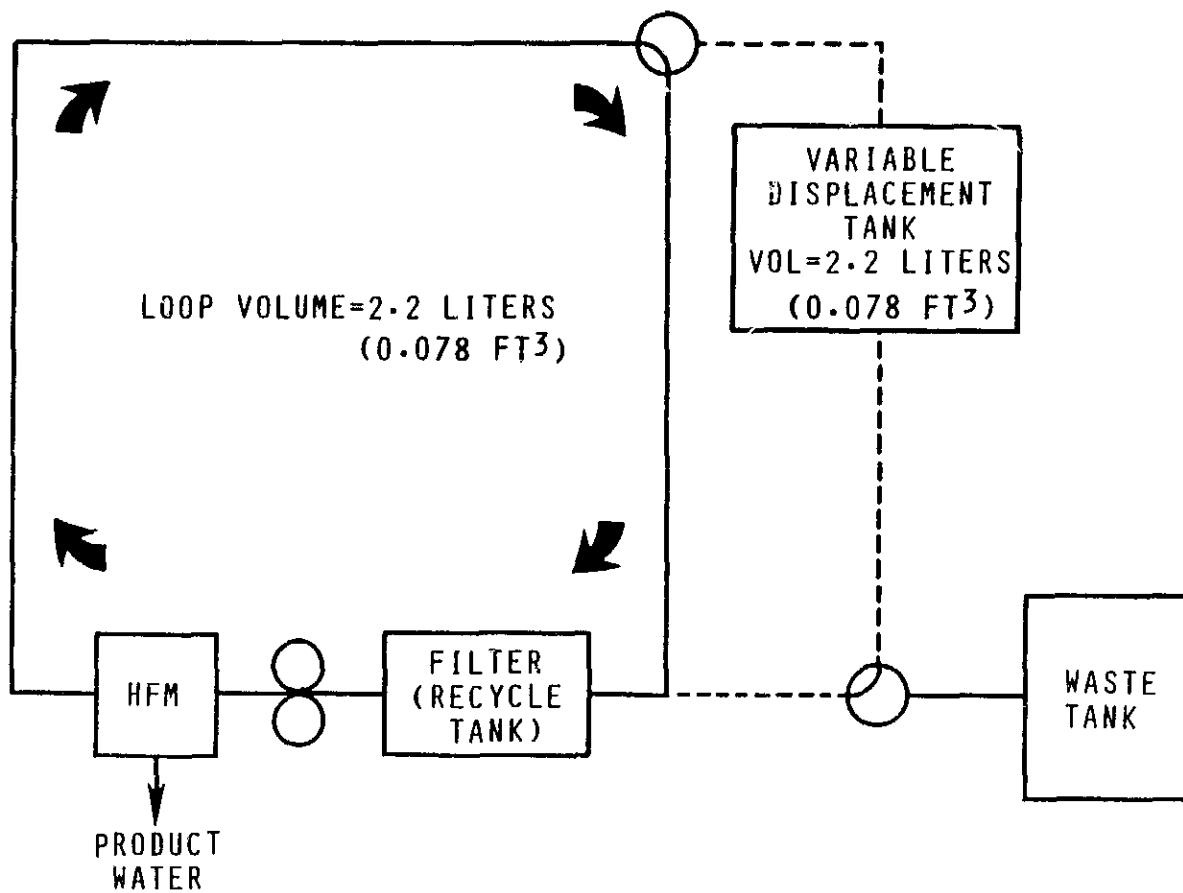 VARIABLE
DISPLACEMENT
TANK
VOL=2.2 LITERS
(0.078 FT3)
LOOP VOLUME=2.2 LITERS
(0.078 FT3)
HFM
FILTER
(RECYCLE
TANK)
WASTE
TANK
PRODUCT
WATER